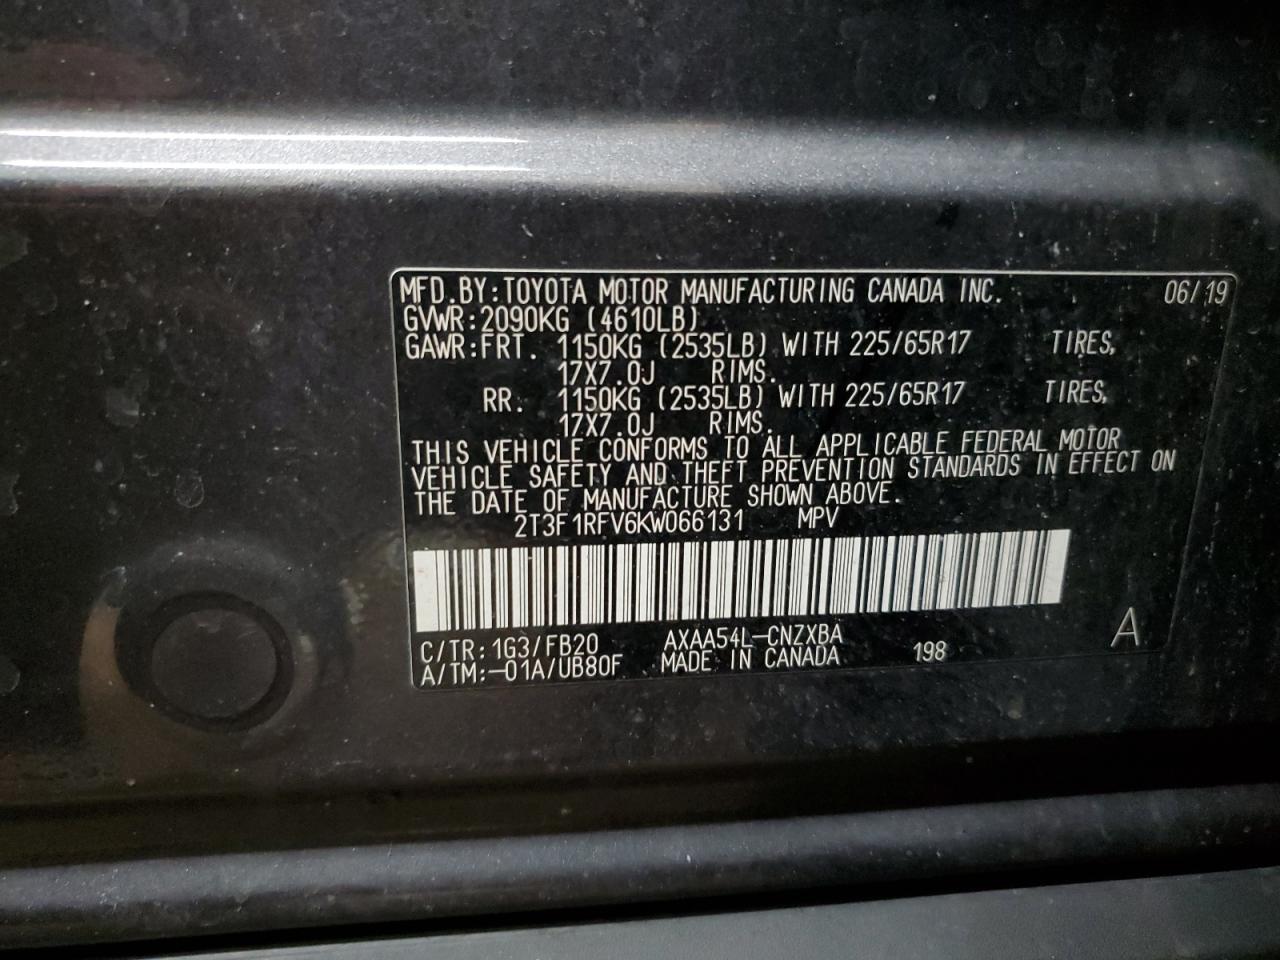 MFD.BY:TOYOTA MOTOR MANUFACTURING CANADA INC. 06/19
GVWR:2090KG (4610LB)
GAWR:FRT. 1150KG (2535LB) WITH 225/65R17 TIRES,
17X7.0J RIMS.
RR. 1150KG (2535LB) WITH 225/65R17 TIRES,
17X7.0J RIMS.
THIS VEHICLE CONFORMS TO ALL APPLICABLE FEDERAL MOTOR
VEHICLE SAFETY AND THEFT PREVENTION STANDARDS IN EFFECT ON
THE DATE OF MANUFACTURE SHOWN ABOVE.
2T3F1RFV6KW066131 MPV
C/TR:1G3/FB20 AXAA54L-CNZXBA A
A/TM:-01A/UB80F MADE IN CANADA 198